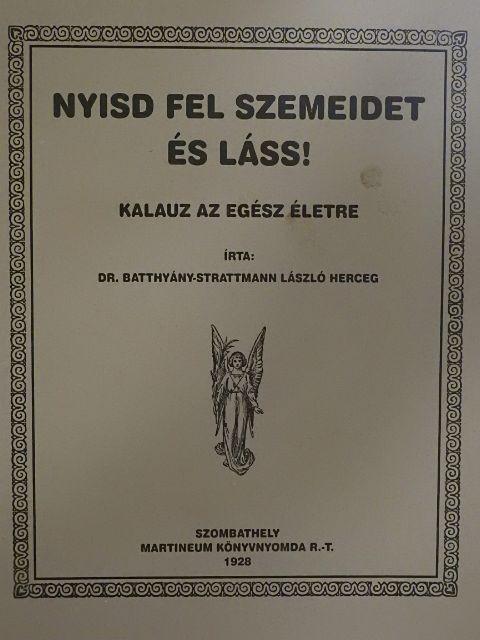 NYISD FEL SZEMEIDET
ÉS LÁSS!
KALAUZ AZ EGÉSZ ÉLETRE
ÍRTA:
DR. BATTHYÁNY-STRATTMANN LÁSZLÓ HERCEG
SZOMBATHELY
MARTINEUM KÖNYVNYOMDA R.-T.
1928